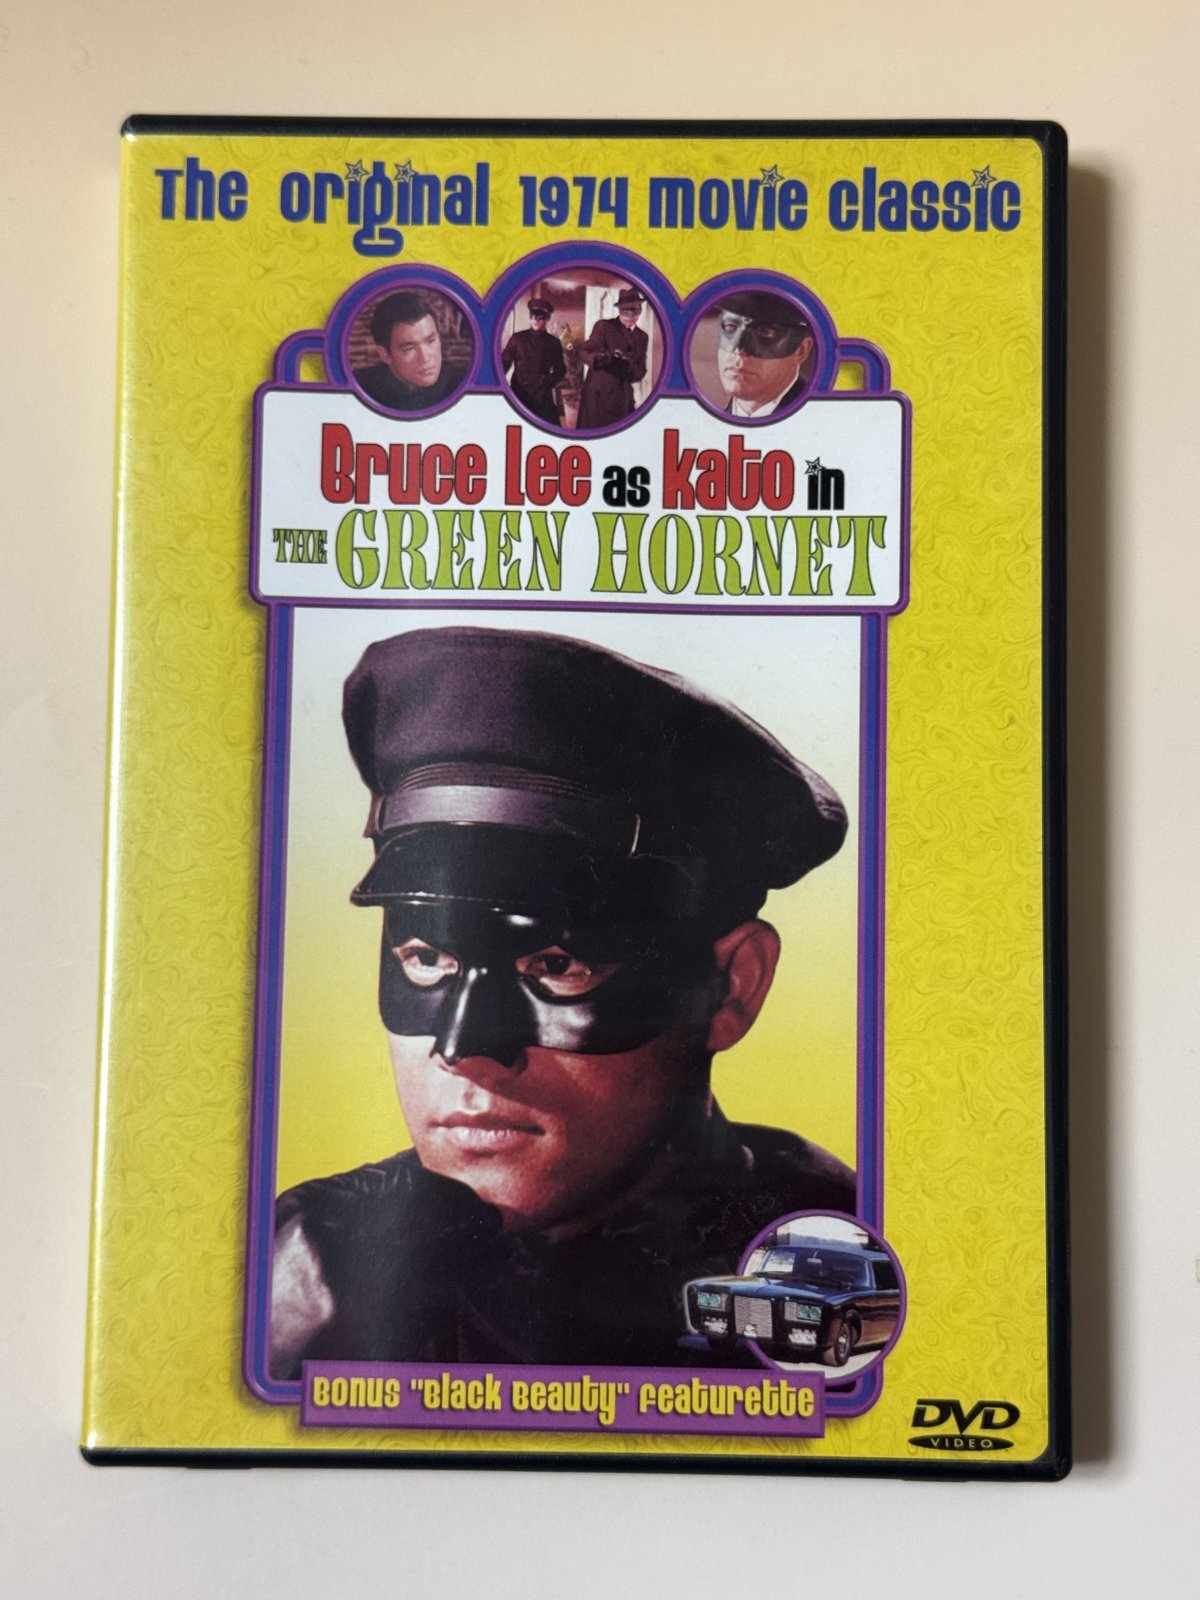 The original 1974 movie classic
Bruce Lee as Kato in
THE GREEN HORNET
Bonus "Black Beauty" featurette
DVD
VIDEO